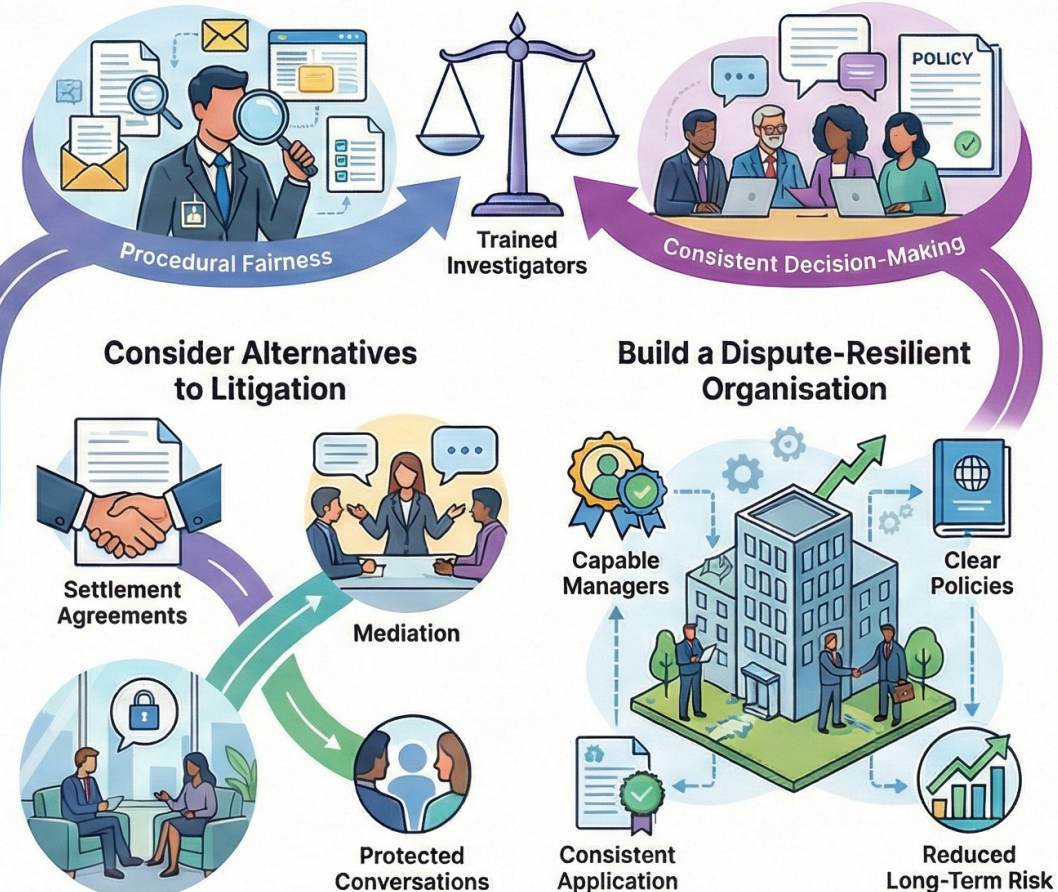 POLICY
Procedural Fairness
Trained
Investigators
Consistent Decision-Making
Consider Alternatives
to Litigation
Build a Dispute-Resilient
Organisation
Settlement
Agreements
Mediation
Capable
Managers
Clear
Policies
Protected
Conversations
Consistent
Application
Reduced
Long-Term Risk